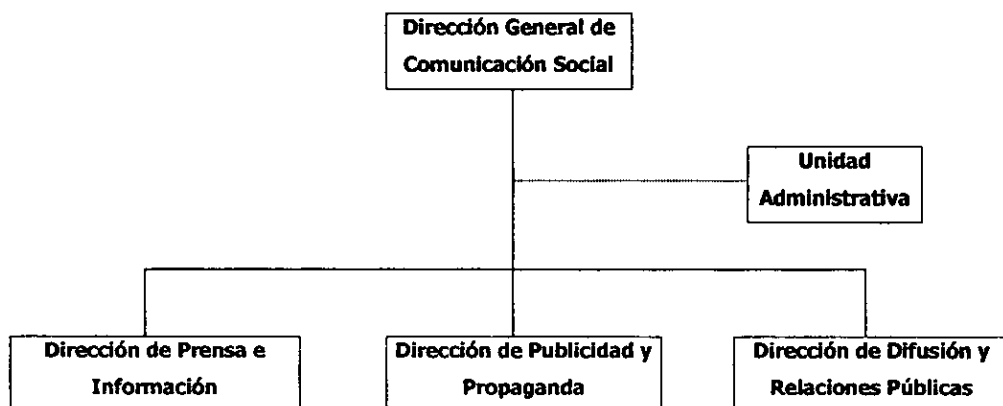 Dirección General de
Comunicación Social
Unidad
Administrativa
Dirección de Prensa e
Información
Dirección de Publicidad y
Propaganda
Dirección de Difusión y
Relaciones Públicas